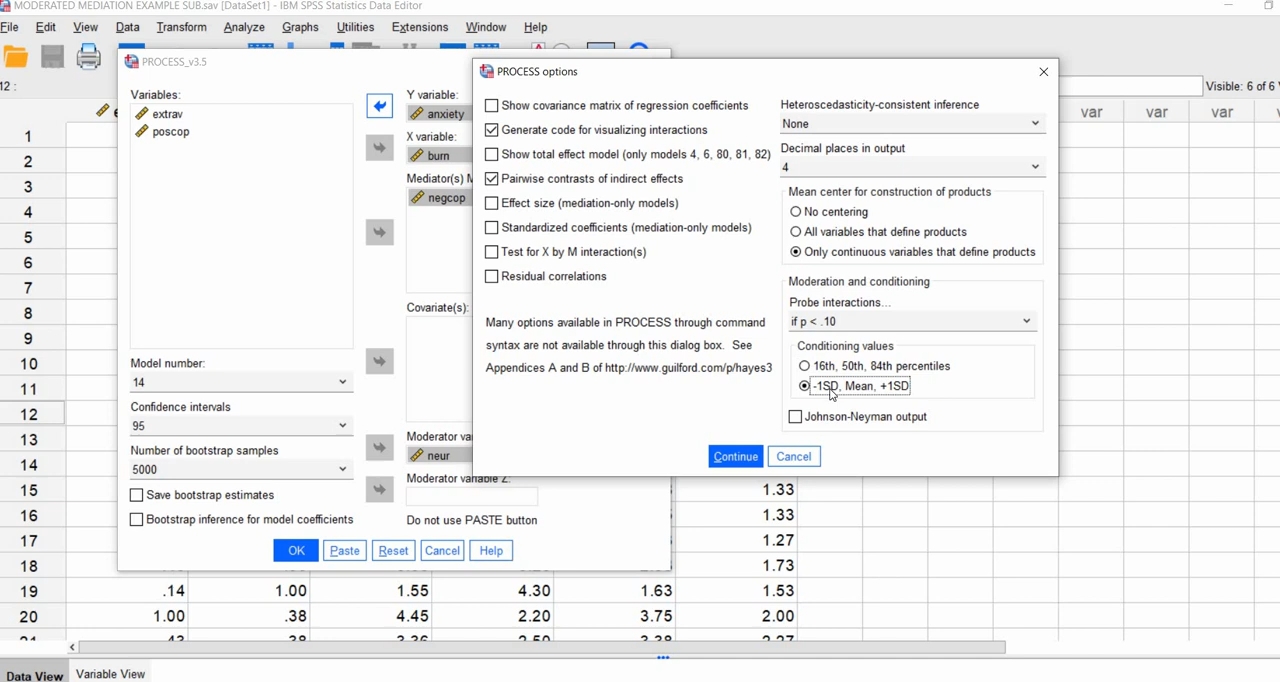 MODERATED MEDIATION EXAMPLE SUB.sav [DataSet1] - IBM SPSS Statistics Data Editor
File Edit View Data Transform Analyze Graphs Utilities Extensions Window Help
12 :
Visible: 6 of 6
var var var
1
2
3
4
5
6
7
8
9
10
11
12
13
14
15 1.33
16 1.33
17 1.27
18 1.73
19 .14 1.00 1.55 4.30 1.63 1.53
20 1.00 .38 4.45 2.20 3.75 2.00
Data View Variable View
PROCESS_v3.5
Variables:
extrav
poscop
Model number:
14
Confidence intervals
95
Number of bootstrap samples
5000
Save bootstrap estimates
Bootstrap inference for model coefficients
Y variable:
anxiety
X variable:
burn
Mediator(s) M
negcop
Covariate(s):
Moderator va
neur
Moderator variable Z:
Do not use PASTE button
OK Paste Reset Cancel Help
PROCESS options
Show covariance matrix of regression coefficients
Generate code for visualizing interactions
Show total effect model (only models 4, 6, 80, 81, 82)
Pairwise contrasts of indirect effects
Effect size (mediation-only models)
Standardized coefficients (mediation-only models)
Test for X by M interaction(s)
Residual correlations
Many options available in PROCESS through command
syntax are not available through this dialog box. See
Appendices A and B of http://www.guilford.com/p/hayes3
Heteroscedasticity-consistent inference
None
Decimal places in output
4
Mean center for construction of products
No centering
All variables that define products
Only continuous variables that define products
Moderation and conditioning
Probe interactions...
if p < .10
Conditioning values
16th, 50th, 84th percentiles
-1SD, Mean, +1SD
Johnson-Neyman output
Continue Cancel